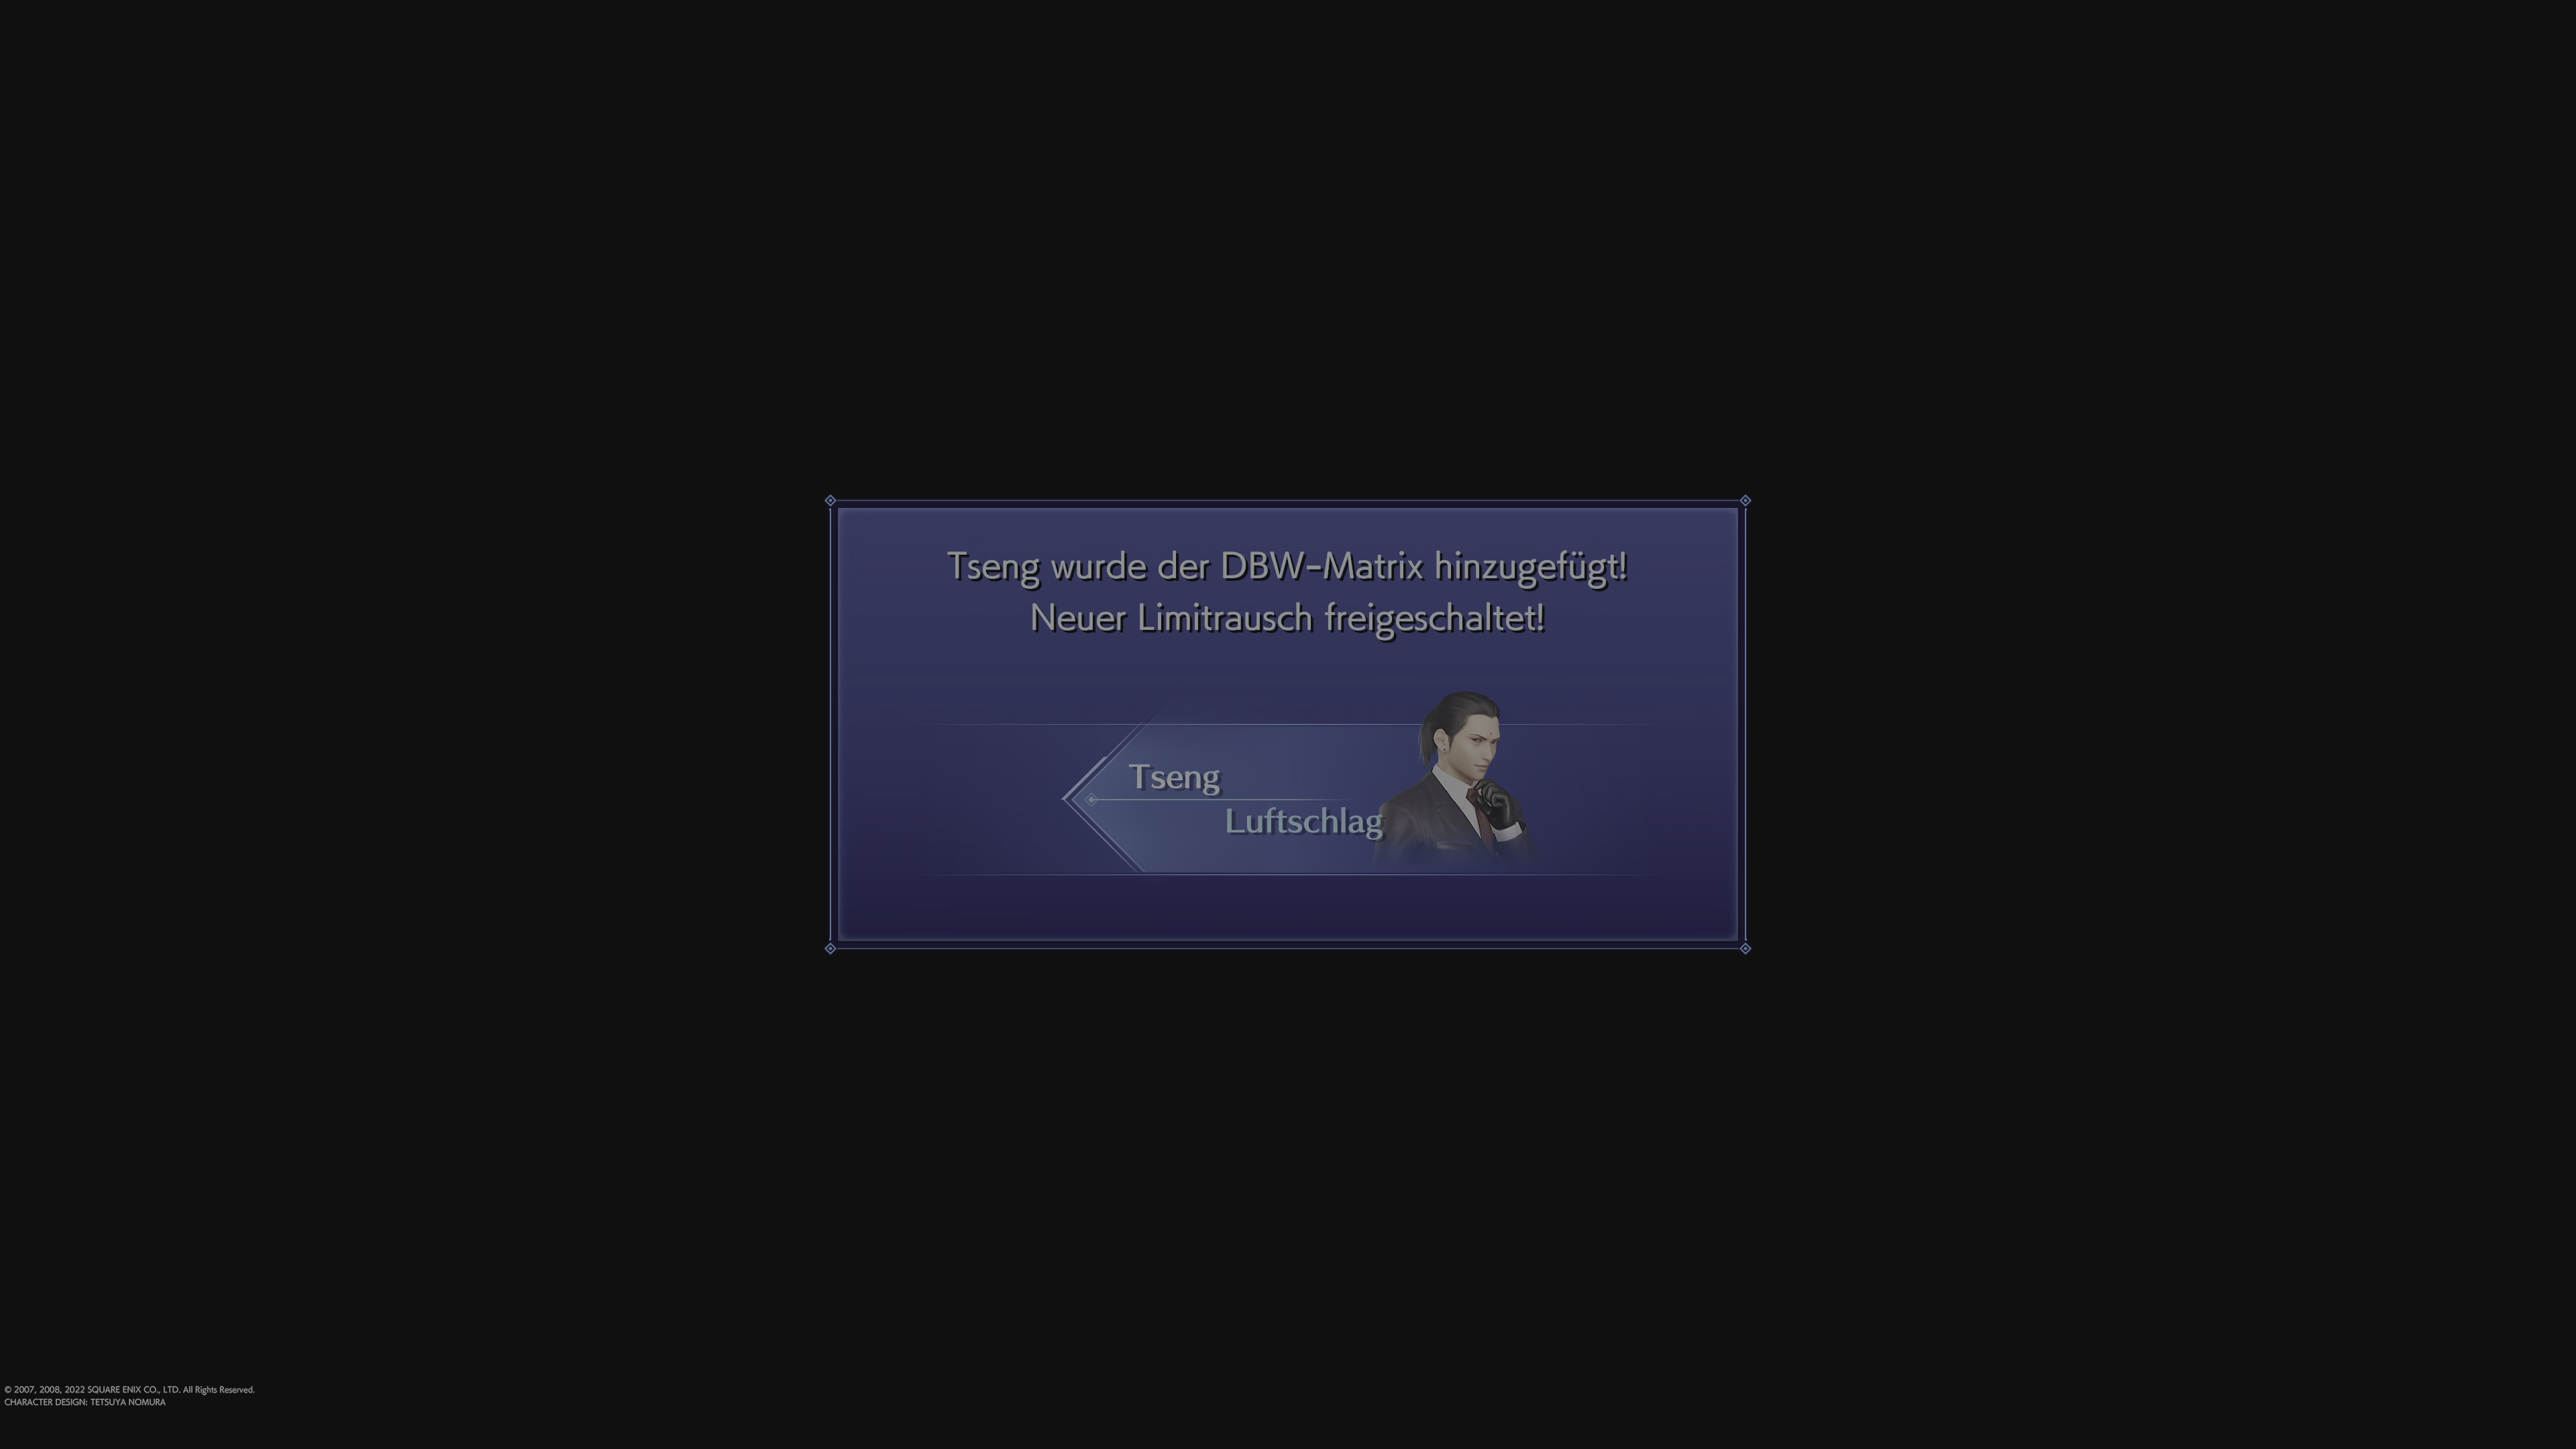 Tseng wurde der DBW-Matrix hinzugefügt!
Neuer Limitrausch freigeschaltet!
Tseng
Luftschlag
© 2007, 2008, 2022 SQUARE ENIX CO., LTD. All Rights Reserved.
CHARACTER DESIGN: TETSUYA NOMURA